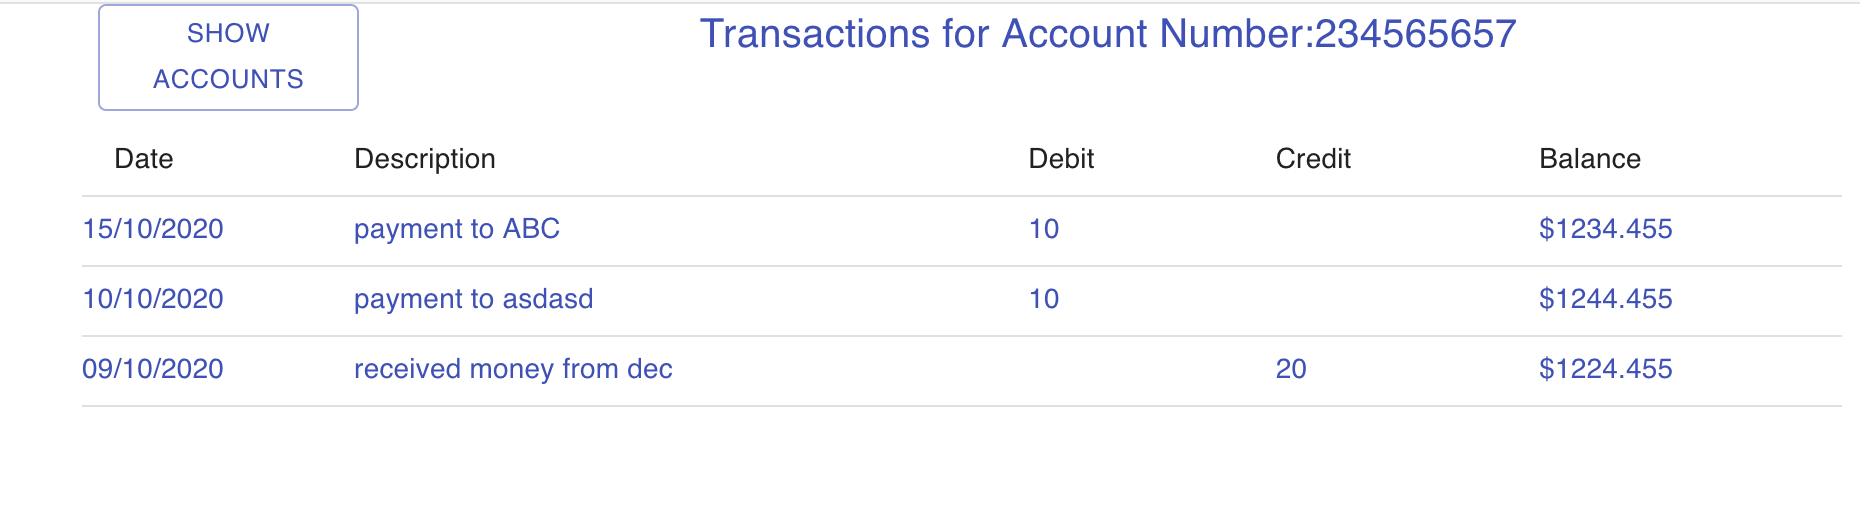 SHOW
ACCOUNTS
Transactions for Account Number:234565657
Date Description Debit Credit Balance
15/10/2020 payment to ABC 10 $1234.455
10/10/2020 payment to asdasd 10 $1244.455
09/10/2020 received money from dec 20 $1224.455